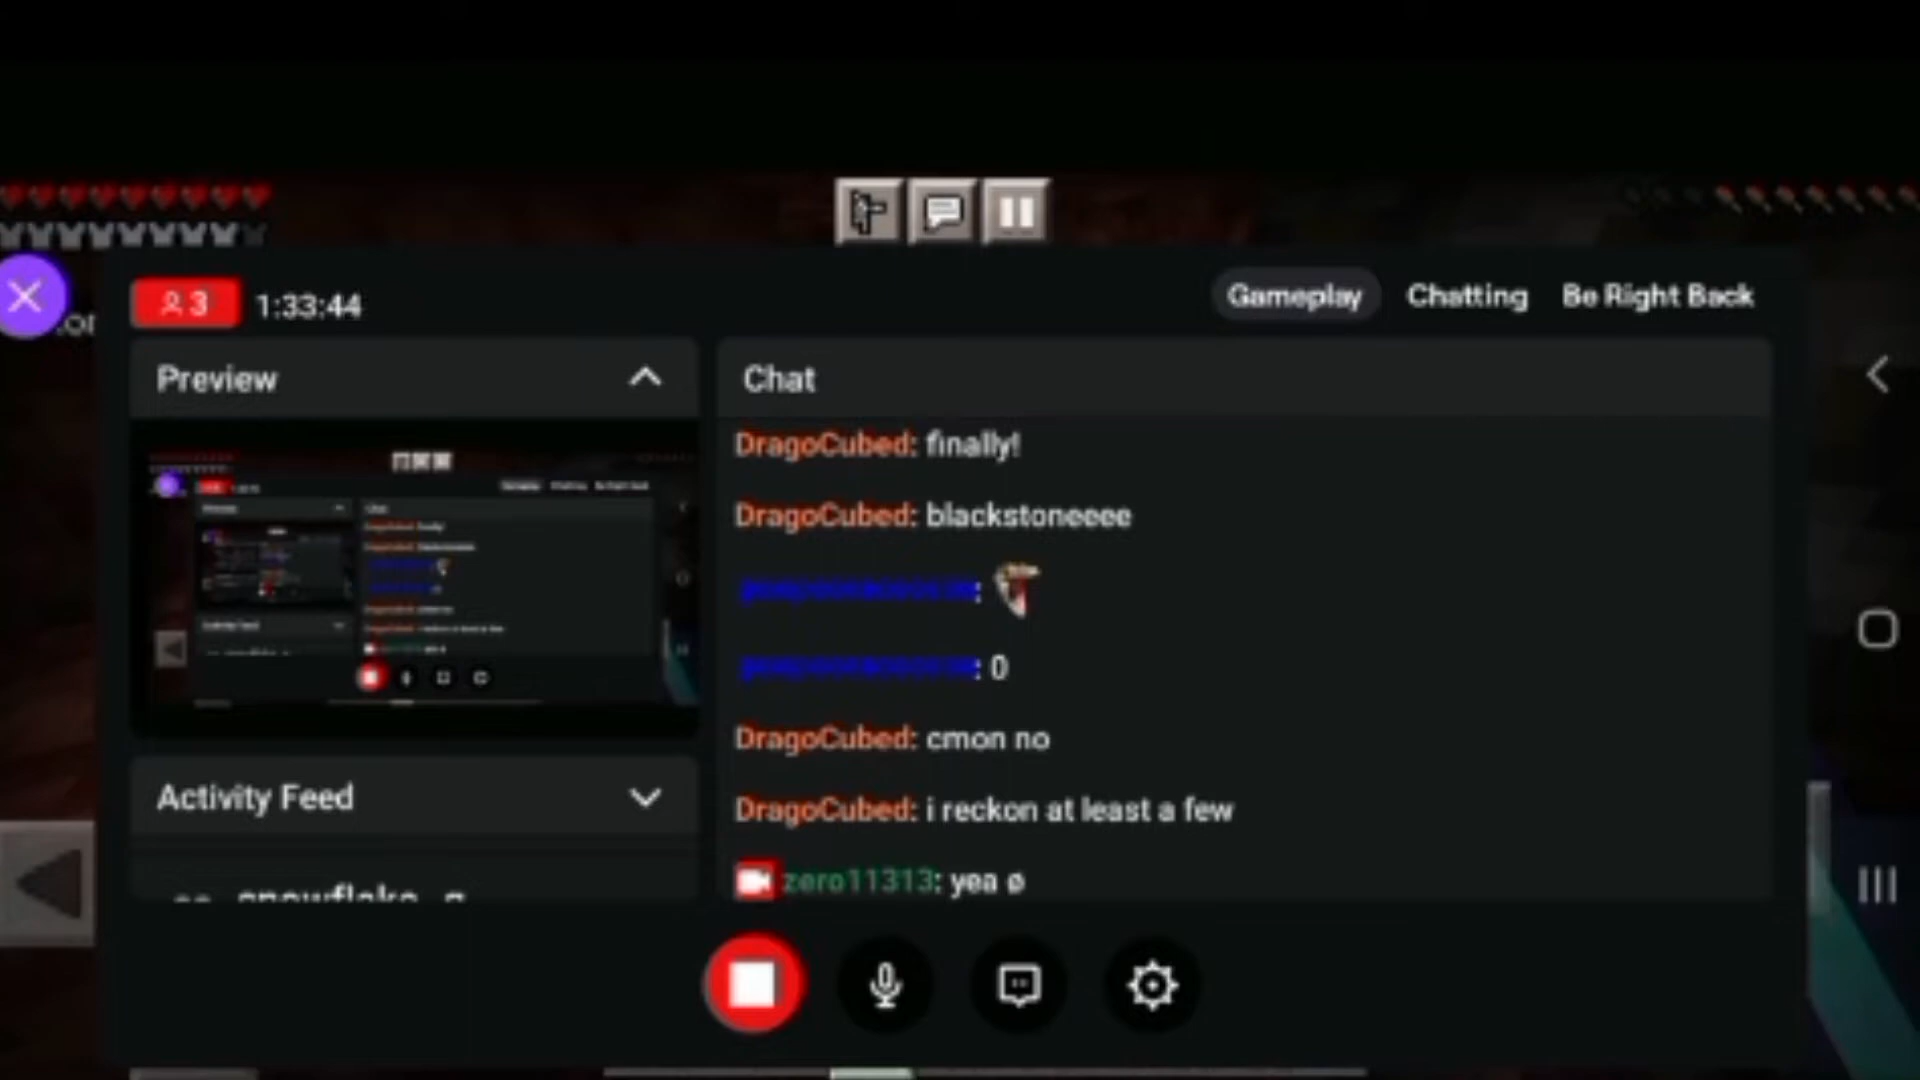 3 1:33:44
Gameplay Chatting Be Right Back
Preview
Chat
DragoCubed: finally!
DragoCubed: blackstoneeee
: 0
DragoCubed: cmon no
DragoCubed: i reckon at least a few
zero11313: yea ø
Activity Feed